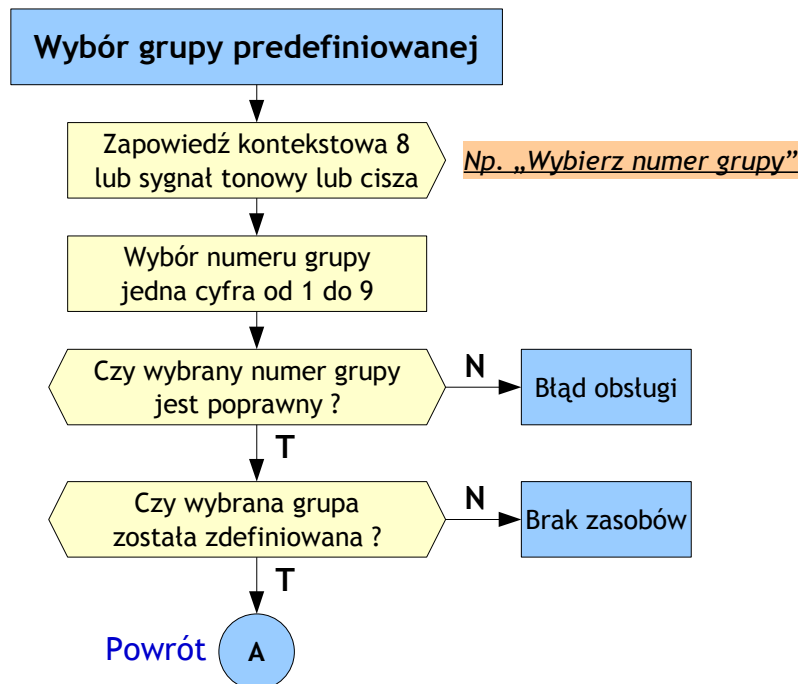 Wybór grupy predefiniowanej
Zapowiedź kontekstowa 8
lub sygnał tonowy lub cisza
Np. „Wybierz numer grupy”
Wybór numeru grupy
jedna cyfra od 1 do 9
Czy wybrany numer grupy
jest poprawny ?
N
Błąd obsługi
T
Czy wybrana grupa
została zdefiniowana ?
N
Brak zasobów
T
Powrót
A